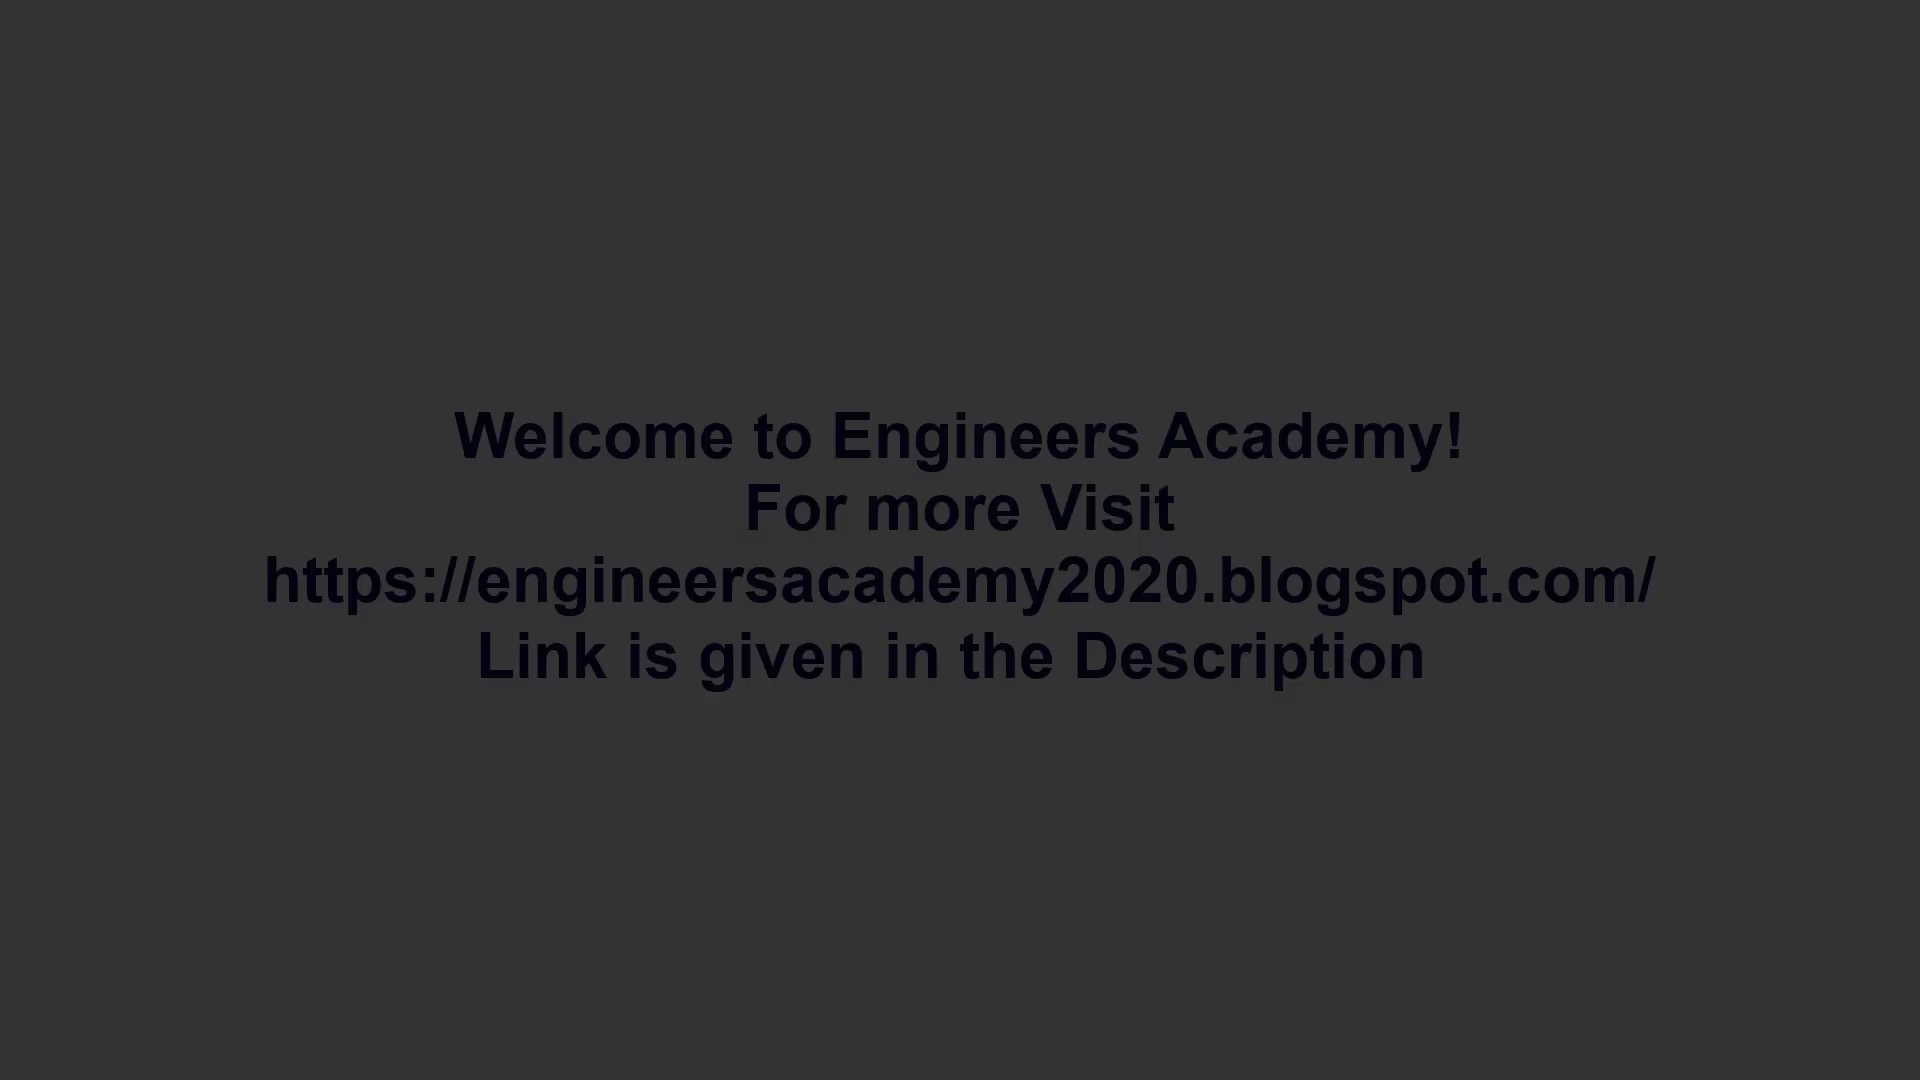 Welcome to Engineers Academy!
For more Visit
https://engineersacademy2020.blogspot.com/
Link is given in the Description